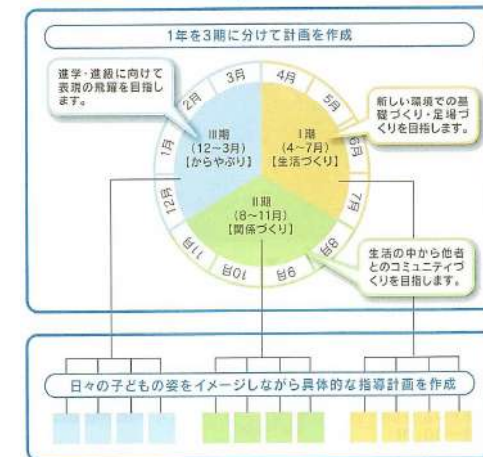 1年を3期に分けて計画を作成
進学・進級に向けて
表現の飛躍を目指し
ます。
新しい環境での基
礎づくり・足場づ
くりを目指します。
4月
5月
6月
7月
8月
9月
10月
11月
12月
1月
2月
3月
Ⅲ期
(12～3月)
【からやぶり】
Ⅰ期
(4～7月)
【生活づくり】
Ⅱ期
(8～11月)
【関係づくり】
生活の中から他者
とのコミュニティづ
くりを目指します。
日々の子どもの姿をイメージしながら具体的な指導計画を作成